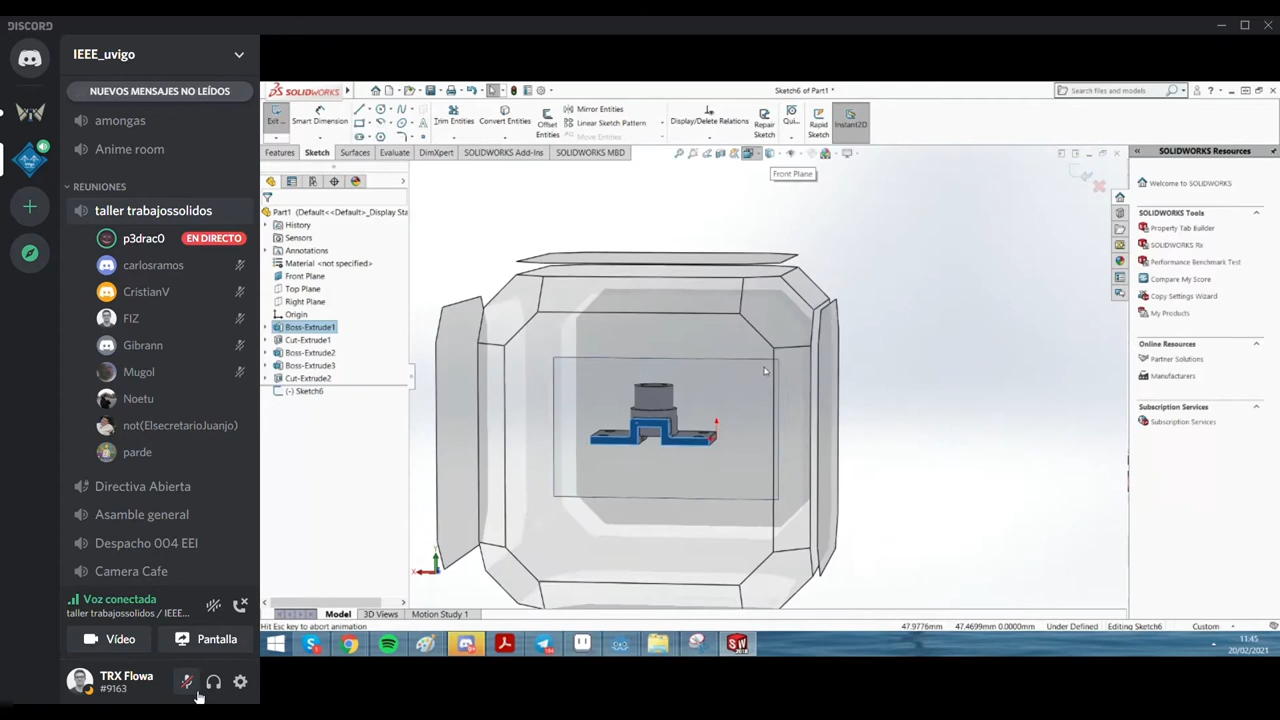 DISCORD
IEEE_uvigo
NUEVOS MENSAJES NO LEÍDOS
amongas
Anime room
REUNIONES
taller trabajossolidos
p3drac0
EN DIRECTO
carlosramos
CristianV
FIZ
Gibrann
Mugol
Noetu
not(ElsecretarioJuanjo)
parde
Directiva Abierta
Asamble general
Despacho 004 EEI
Camera Cafe
Voz conectada
taller trabajossolidos / IEEE...
Vídeo
Pantalla
TRX Flowa
#9163
SOLIDWORKS
Sketch6 of Part1 *
Search files and models
Exit...
Smart Dimension
Trim Entities
Convert Entities
Offset Entities
Mirror Entities
Linear Sketch Pattern
Move Entities
Display/Delete Relations
Repair Sketch
Qui...
Rapid Sketch
Instant2D
Features
Sketch
Surfaces
Evaluate
DimXpert
SOLIDWORKS Add-Ins
SOLIDWORKS MBD
Front Plane
Part1 (Default<<Default>_Display Sta
History
Sensors
Annotations
Material <not specified>
Front Plane
Top Plane
Right Plane
Origin
Boss-Extrude1
Cut-Extrude1
Boss-Extrude2
Boss-Extrude3
Cut-Extrude2
(-) Sketch6
X
SOLIDWORKS Resources
Welcome to SOLIDWORKS
SOLIDWORKS Tools
Property Tab Builder
SOLIDWORKS Rx
Performance Benchmark Test
Compare My Score
Copy Settings Wizard
My Products
Online Resources
Partner Solutions
Manufacturers
Subscription Services
Subscription Services
Model
3D Views
Motion Study 1
Hit Esc key to abort animation
47.9776mm
47.4699mm 0.0000mm
Under Defined
Editing Sketch6
Custom
11:45
20/02/2021